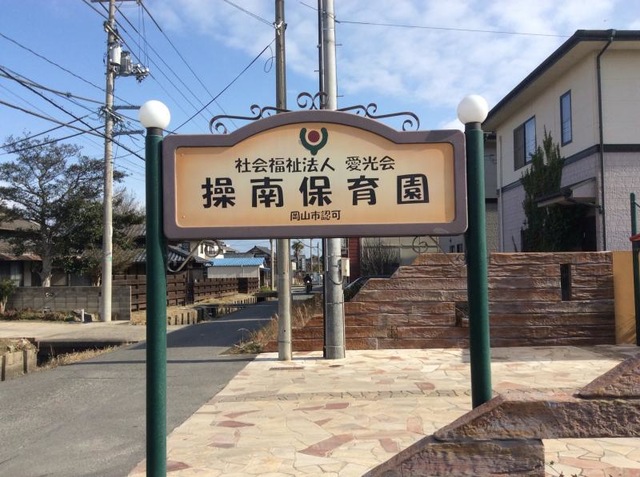 社会福祉法人 愛光会
操南保育園
岡山市認可